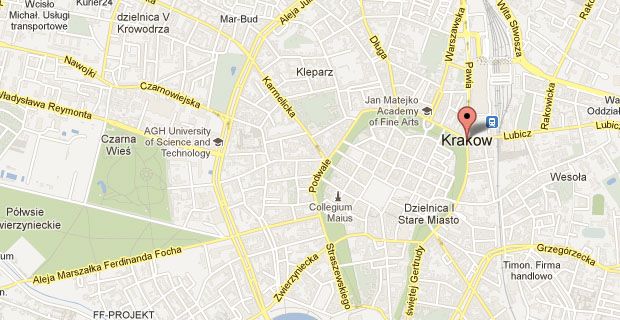 Wcisło
Michał. Usługi
transportowe
Kurier24
dzielnica V
Krowodrza
Mar-Bud
Aleja Jul
Długa
Warszawska
Pawia
Wita Stwosza
Nawojki
Czarnowiejska
Władysława Reymonta
Karmelicka
Kleparz
Jan Matejko
Academy
of Fine Arts
Rakowicka
Wa
Oddział
Lubicz
Lubicz
Kraków
AGH University
of Science and
Technology
Czarna
Wieś
Podwale
Collegium
Maius
Dzielnica I
Stare Miasto
Wesoła
Półwsie
wierzynieckie
Aleja Marszałka Ferdinanda Focha
Zwierzyniecka
Straszewskiego
świętej Gertrudy
Grzegórzecka
Timon. Firma
handlowo
FF-PROJEKT